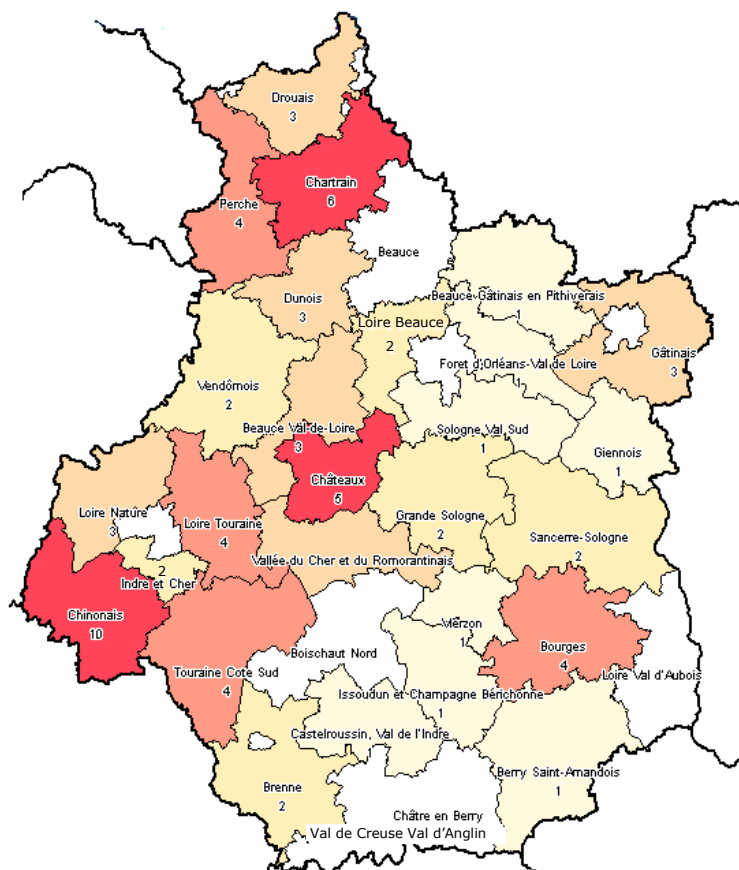 Drouais
3
Chartrain
6
Perche
4
Beauce
Dunois
3
Beauce Gâtinais en Pithiverais
1
Loire Beauce
2
Gâtinais
3
Foret d'Orléans-Val de Loire
1
Vendômois
2
Beauce Val-de-Loire
3
Sologne Val Sud
1
Giennois
1
Châteaux
5
Loire Nature
3
Loire Touraine
4
Grande Sologne
2
Sancerre-Sologne
2
Vallée du Cher et du Romorantinais
2
Indre et Cher
Chinonais
10
Vierzon
1
Bourges
4
Boischaut Nord
Touraine Cote Sud
4
Loire Val d'Aubois
Issoudun et Champagne Bérichonne
1
Castelroussin, Val de l'Indre
Berry Saint-Amandois
1
Brenne
2
Châtre en Berry
Val de Creuse Val d'Anglin